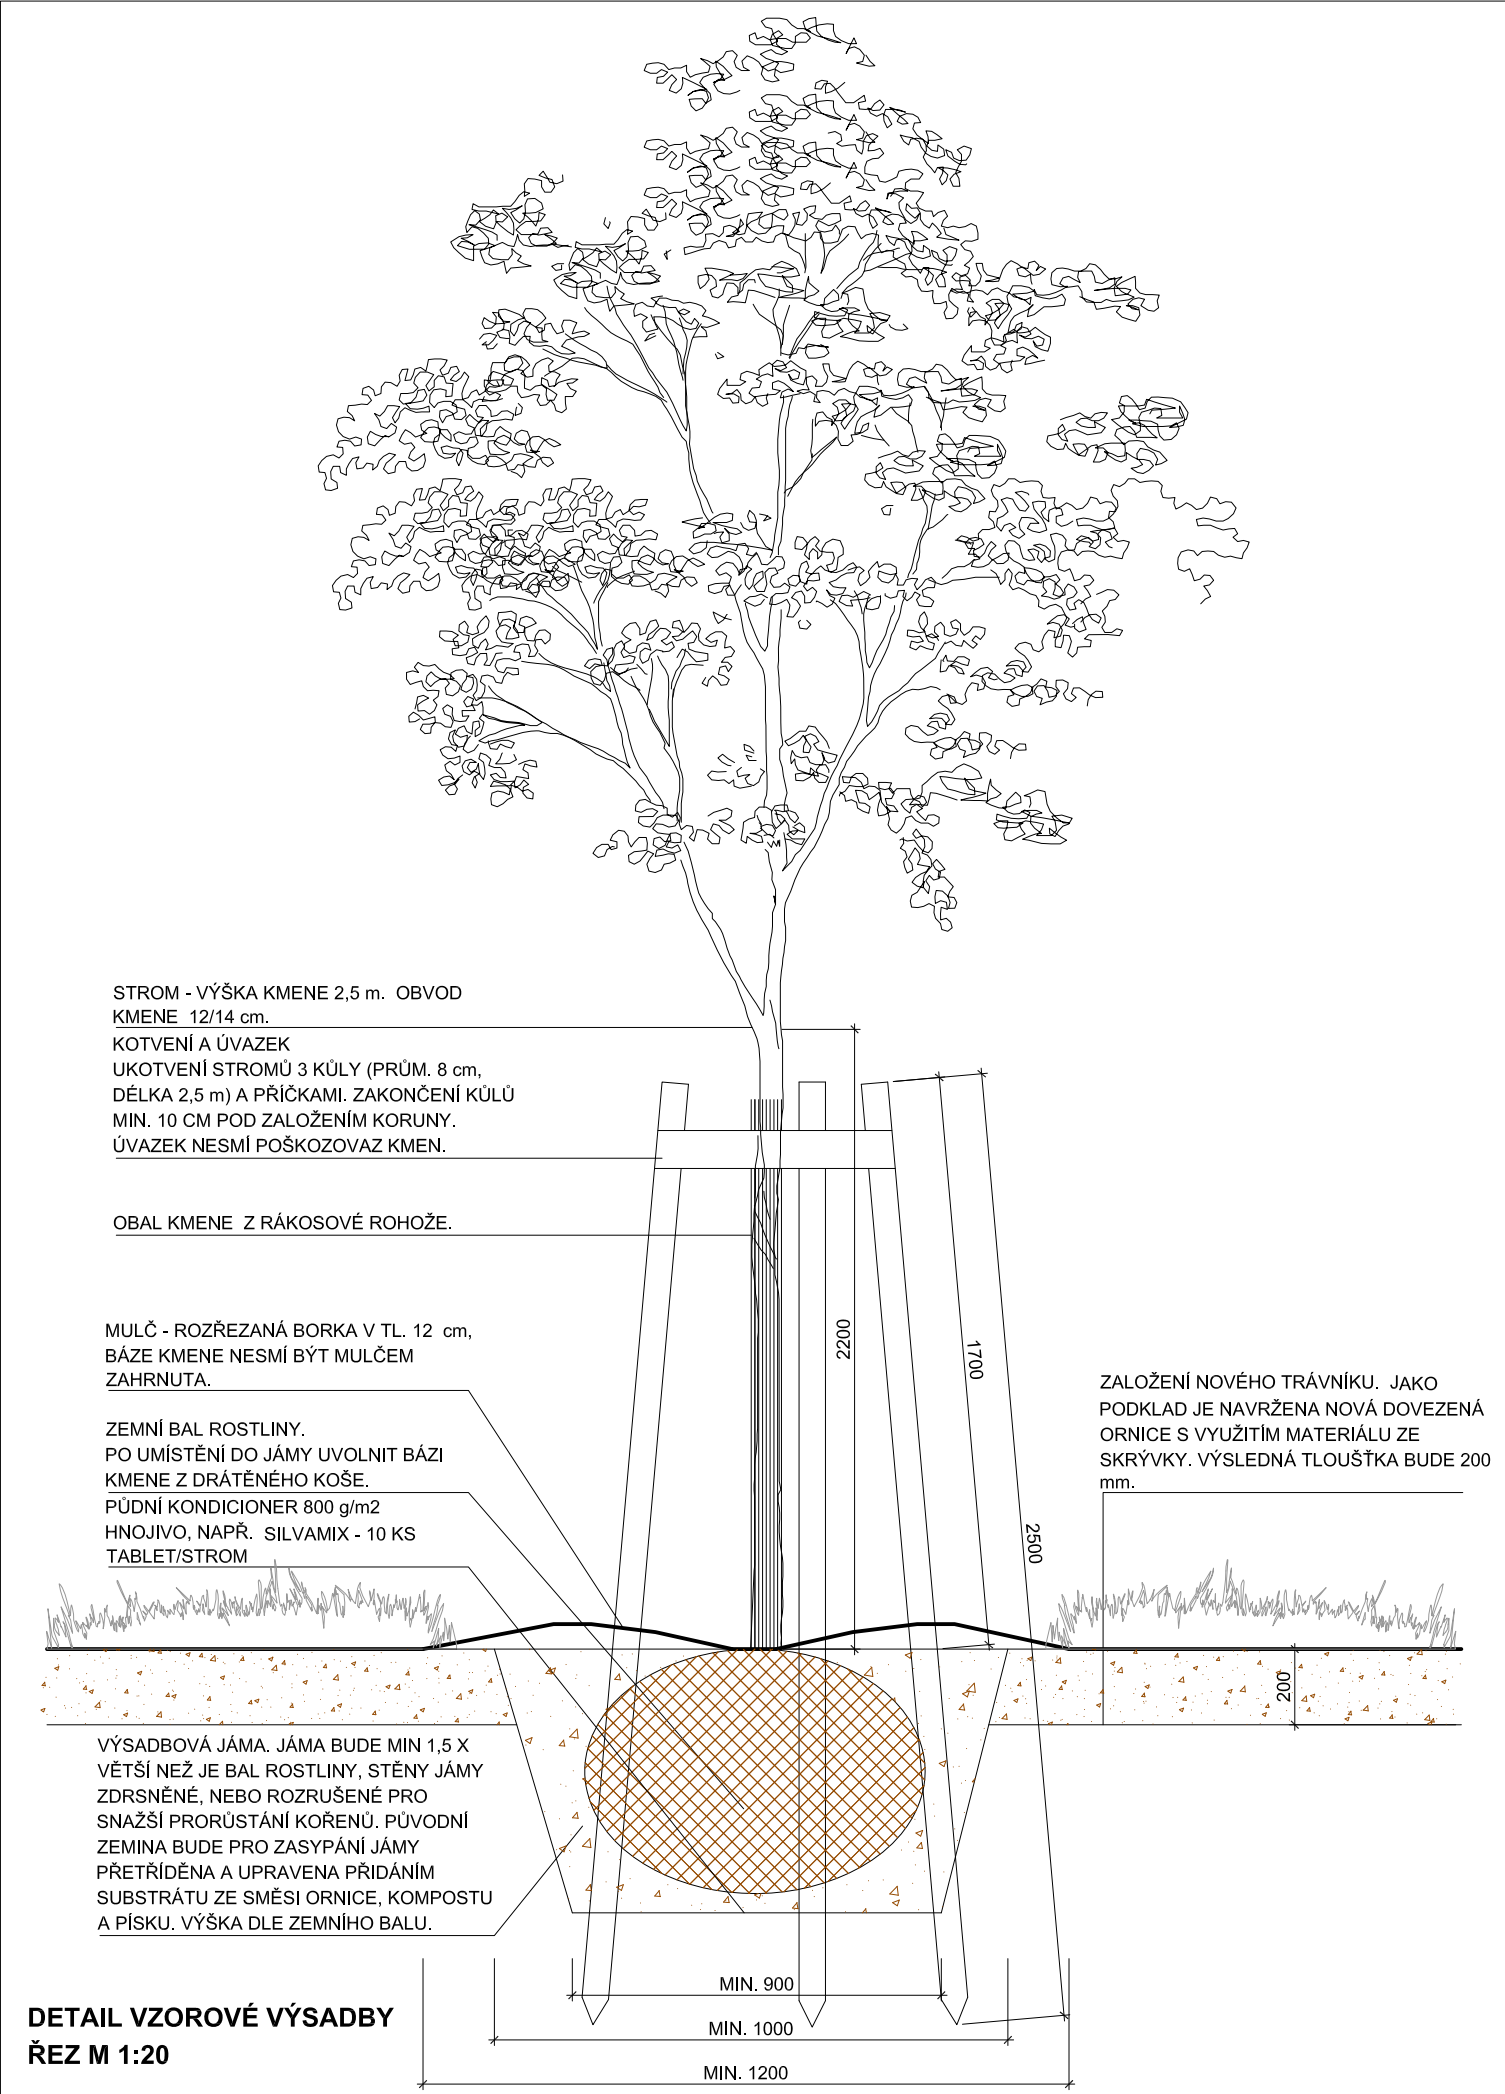 STROM - VÝŠKA KMENE 2,5 m. OBVOD
KMENE 12/14 cm.
KOTVENÍ A ÚVAZEK
UKOTVENÍ STROMŮ 3 KŮLY (PRŮM. 8 cm,
DÉLKA 2,5 m) A PŘÍČKAMI. ZAKONČENÍ KŮLŮ
MIN. 10 CM POD ZALOŽENÍM KORUNY.
ÚVAZEK NESMÍ POŠKOZOVAZ KMEN.
OBAL KMENE Z RÁKOSOVÉ ROHOŽE.
MULČ - ROZŘEZANÁ BORKA V TL. 12 cm,
BÁZE KMENE NESMÍ BÝT MULČEM
ZAHRNUTA.
ZEMNÍ BAL ROSTLINY.
PO UMÍSTĚNÍ DO JÁMY UVOLNIT BÁZI
KMENE Z DRÁTĚNÉHO KOŠE.
PŮDNÍ KONDICIONER 800 g/m2
HNOJIVO, NAPŘ. SILVAMIX - 10 KS
TABLET/STROM
2200
1700
2500
ZALOŽENÍ NOVÉHO TRÁVNÍKU. JAKO
PODKLAD JE NAVRŽENA NOVÁ DOVEZENÁ
ORNICE S VYUŽITÍM MATERIÁLU ZE
SKRÝVKY. VÝSLEDNÁ TLOUŠŤKA BUDE 200
mm.
200
VÝSADBOVÁ JÁMA. JÁMA BUDE MIN 1,5 X
VĚTŠÍ NEŽ JE BAL ROSTLINY, STĚNY JÁMY
ZDRSNĚNÉ, NEBO ROZRUŠENÉ PRO
SNAŽŠÍ PRORŮSTÁNÍ KOŘENŮ. PŮVODNÍ
ZEMINA BUDE PRO ZASYPÁNÍ JÁMY
PŘETŘÍDĚNA A UPRAVENA PŘIDÁNÍM
SUBSTRÁTU ZE SMĚSI ORNICE, KOMPOSTU
A PÍSKU. VÝŠKA DLE ZEMNÍHO BALU.
MIN. 900
MIN. 1000
MIN. 1200
DETAIL VZOROVÉ VÝSADBY
ŘEZ M 1:20